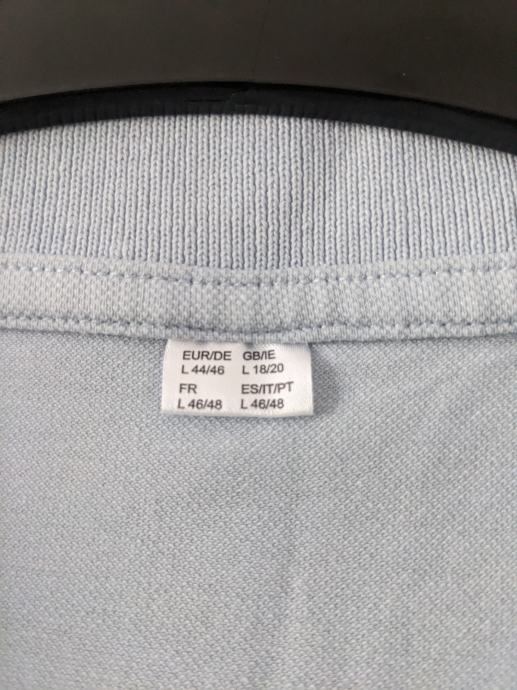 EUR/DE GB/IE
L 44/46 L 18/20
FR ES/IT/PT
L 46/48 L 46/48